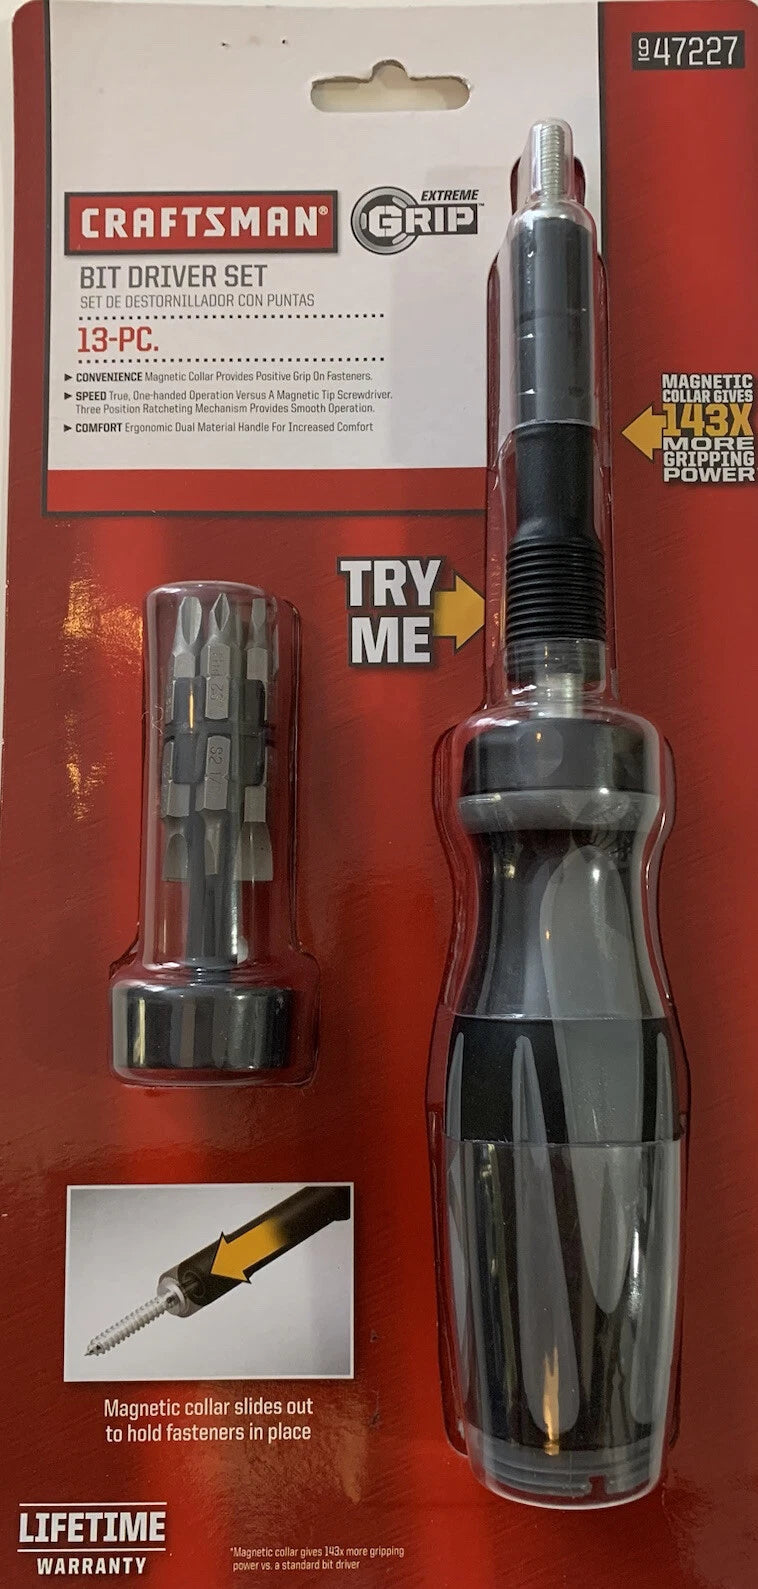 9 47227
CRAFTSMAN®
EXTREME
GRIP™
BIT DRIVER SET
SET DE DESTORNILLADOR CON PUNTAS
13-PC.
► CONVENIENCE Magnetic Collar Provides Positive Grip On Fasteners.
► SPEED True, One-handed Operation Versus A Magnetic Tip Screwdriver.
Three Position Ratcheting Mechanism Provides Smooth Operation.
► COMFORT Ergonomic Dual Material Handle For Increased Comfort
MAGNETIC
COLLAR GIVES
143X
MORE
GRIPPING
POWER
TRY
ME
S2
Magnetic collar slides out
to hold fasteners in place
LIFETIME
WARRANTY
*Magnetic collar gives 143x more gripping
power vs. a standard bit driver